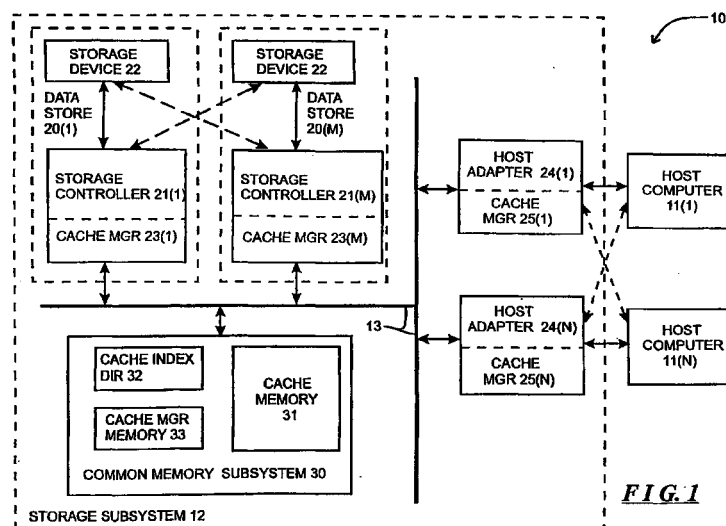 10
STORAGE
DEVICE 22
STORAGE
DEVICE 22
DATA
STORE
20(1)
DATA
STORE
20(M)
STORAGE
CONTROLLER 21(1)
CACHE MGR 23(1)
STORAGE
CONTROLLER 21(M)
CACHE MGR 23(M)
HOST
ADAPTER 24(1)
CACHE
MGR 25(1)
HOST
COMPUTER
11(1)
13
HOST
ADAPTER 24(N)
CACHE
MGR 25(N)
HOST
COMPUTER
11(N)
CACHE INDEX
DIR 32
CACHE MGR
MEMORY 33
CACHE
MEMORY
31
COMMON MEMORY SUBSYSTEM 30
STORAGE SUBSYSTEM 12
FIG. 1